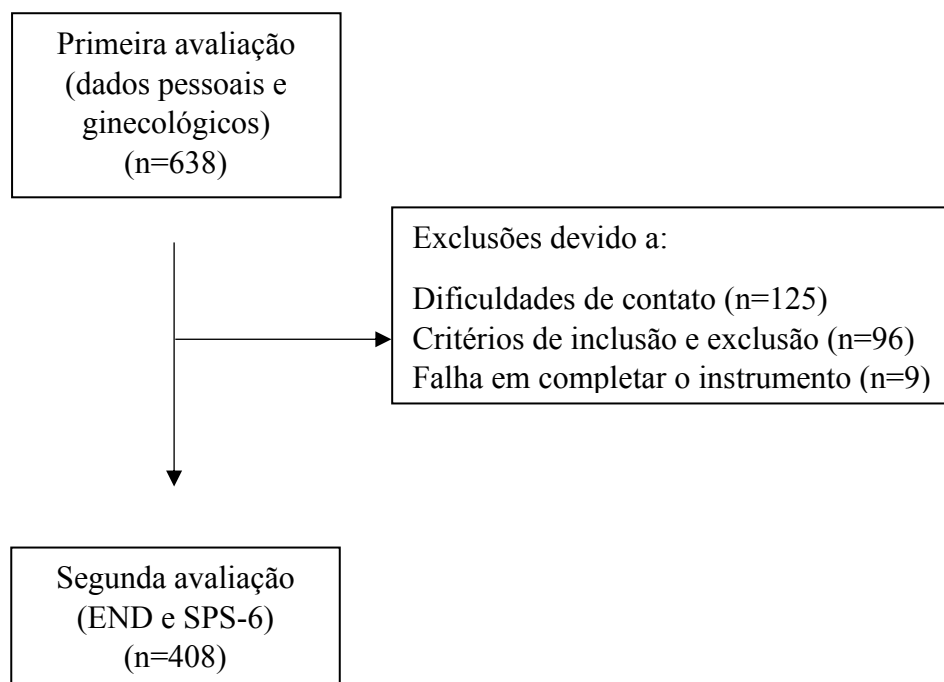 Primeira avaliação
(dados pessoais e
ginecológicos)
(n=638)
Exclusões devido a:
Dificuldades de contato (n=125)
Critérios de inclusão e exclusão (n=96)
Falha em completar o instrumento (n=9)
Segunda avaliação
(END e SPS-6)
(n=408)